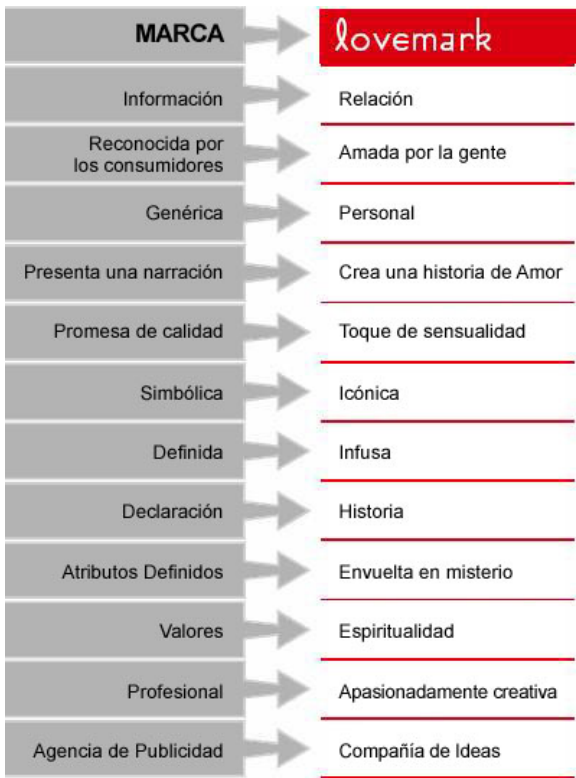 MARCA lovemark
Información Relación
Reconocida por
los consumidores Amada por la gente
Genérica Personal
Presenta una narración Crea una historia de Amor
Promesa de calidad Toque de sensualidad
Simbólica Icónica
Definida Infusa
Declaración Historia
Atributos Definidos Envuelta en misterio
Valores Espiritualidad
Profesional Apasionadamente creativa
Agencia de Publicidad Compañía de Ideas